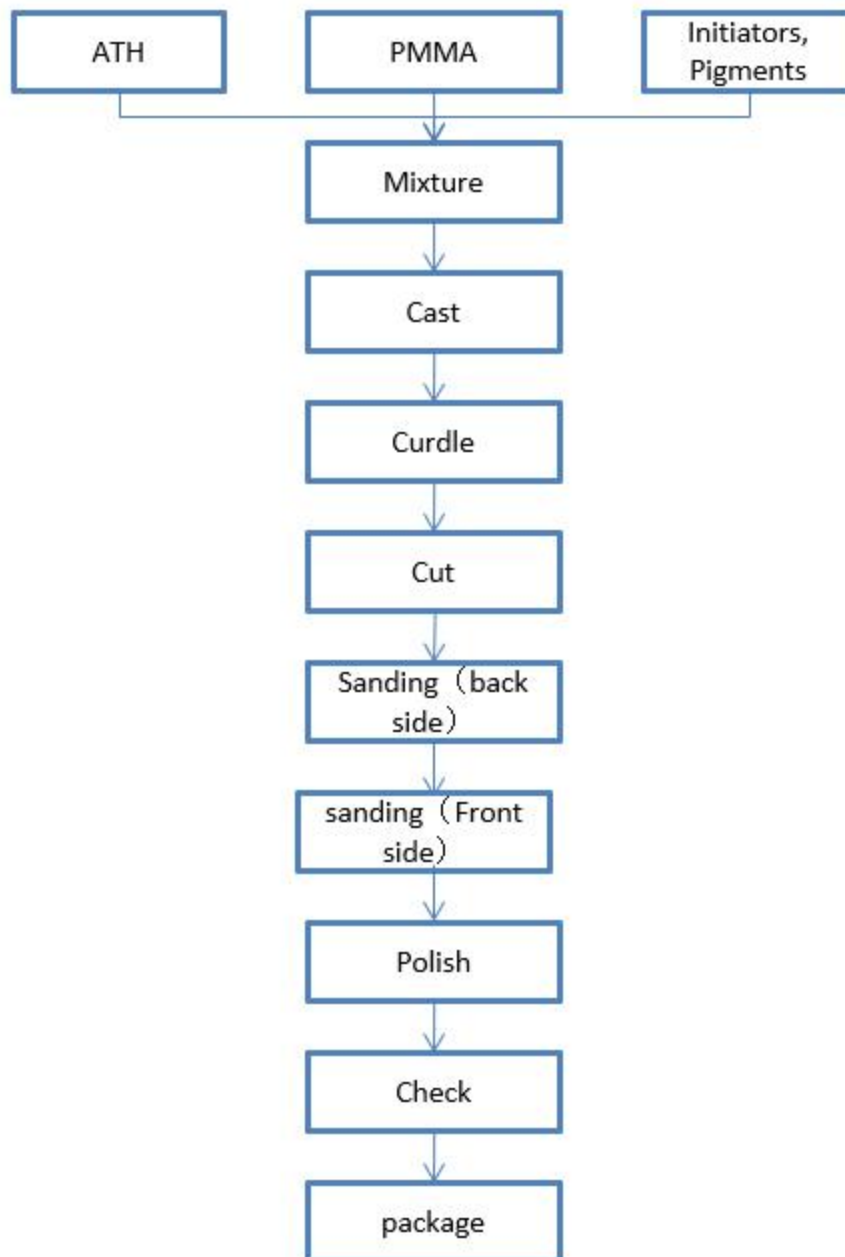 ATH
PMMA
Initiators,
Pigments
Mixture
Cast
Curdle
Cut
Sanding（back
side）
sanding（Front
side）
Polish
Check
package